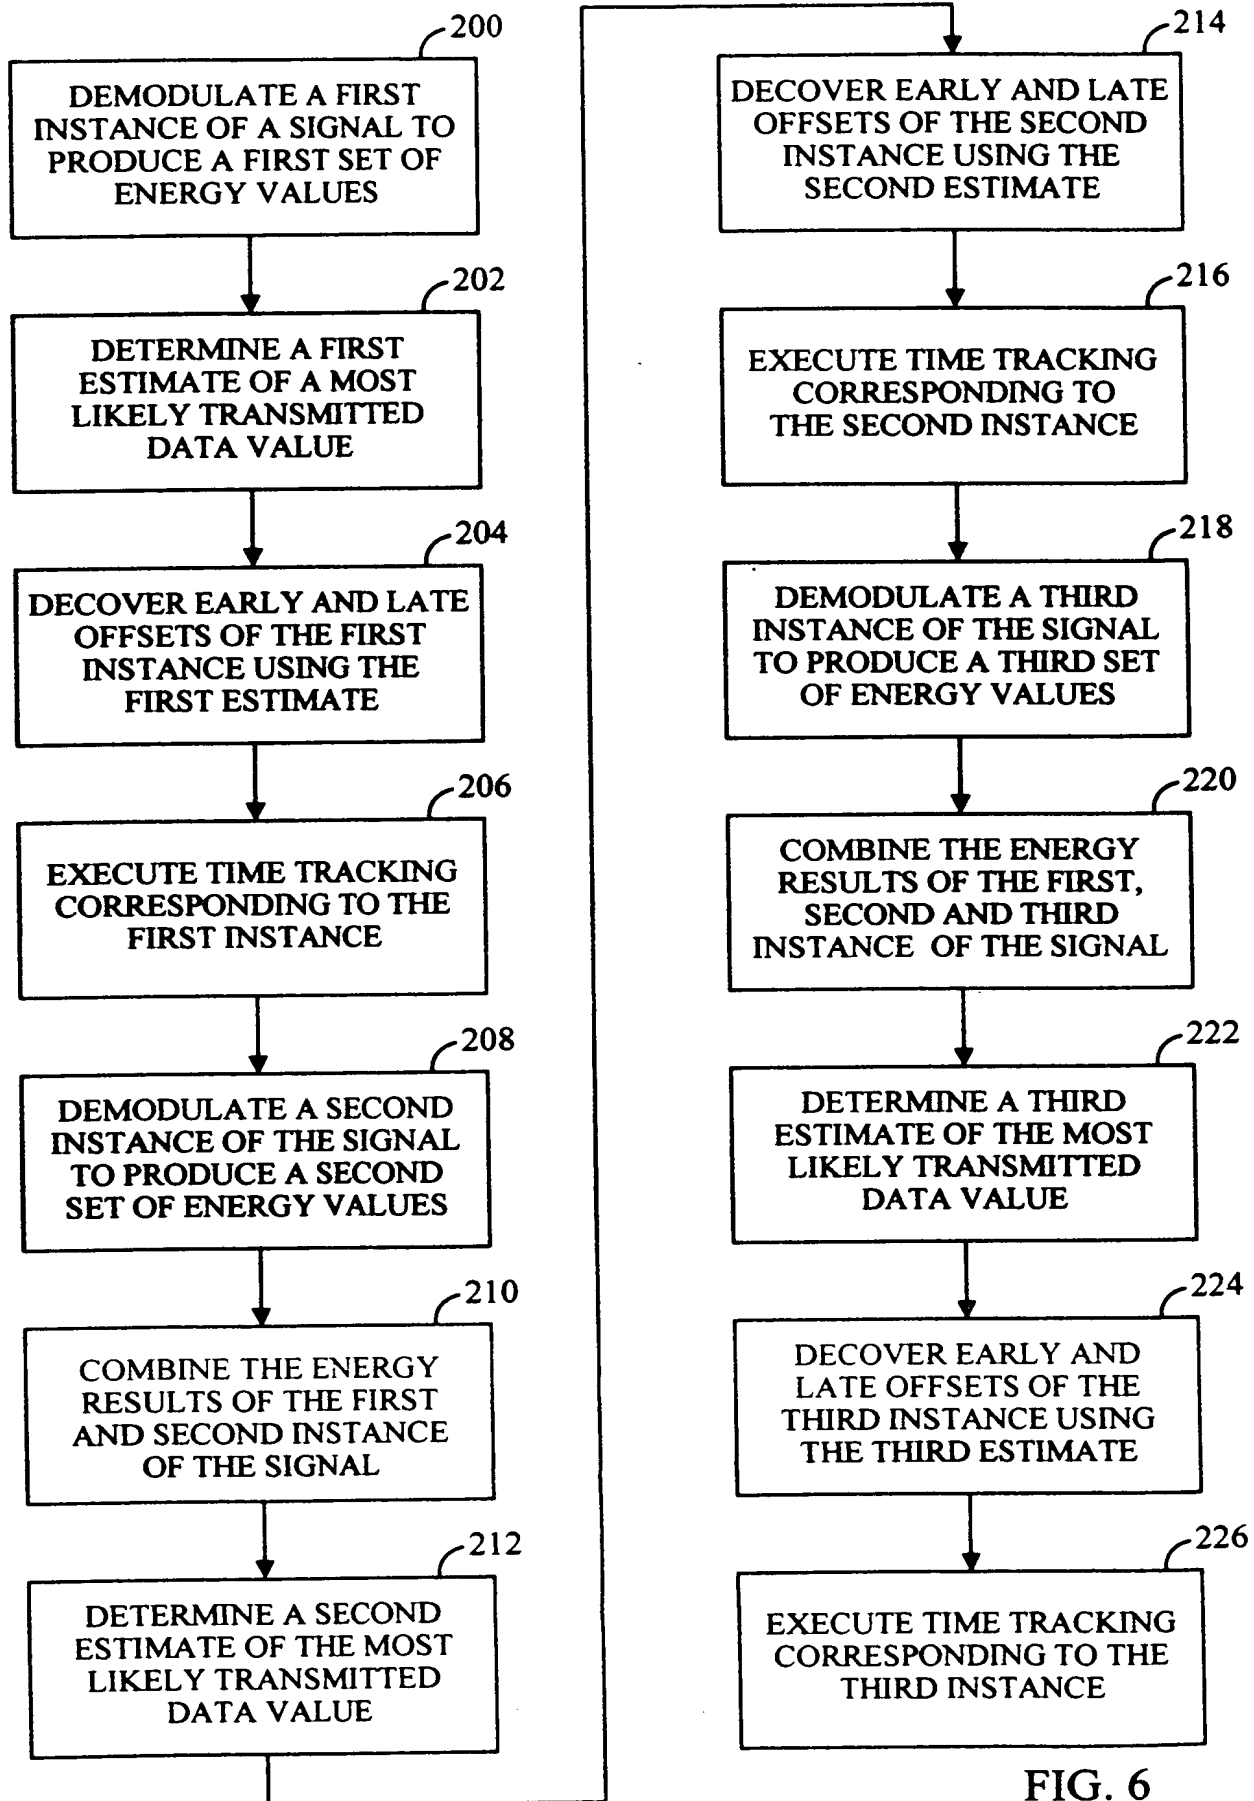 200
DEMODULATE A FIRST
INSTANCE OF A SIGNAL TO
PRODUCE A FIRST SET OF
ENERGY VALUES
202
DETERMINE A FIRST
ESTIMATE OF A MOST
LIKELY TRANSMITTED
DATA VALUE
204
DECOVER EARLY AND LATE
OFFSETS OF THE FIRST
INSTANCE USING THE
FIRST ESTIMATE
206
EXECUTE TIME TRACKING
CORRESPONDING TO THE
FIRST INSTANCE
208
DEMODULATE A SECOND
INSTANCE OF THE SIGNAL
TO PRODUCE A SECOND
SET OF ENERGY VALUES
210
COMBINE THE ENERGY
RESULTS OF THE FIRST
AND SECOND INSTANCE
OF THE SIGNAL
212
DETERMINE A SECOND
ESTIMATE OF THE MOST
LIKELY TRANSMITTED
DATA VALUE
214
DECOVER EARLY AND LATE
OFFSETS OF THE SECOND
INSTANCE USING THE
SECOND ESTIMATE
216
EXECUTE TIME TRACKING
CORRESPONDING TO
THE SECOND INSTANCE
218
DEMODULATE A THIRD
INSTANCE OF THE SIGNAL
TO PRODUCE A THIRD SET
OF ENERGY VALUES
220
COMBINE THE ENERGY
RESULTS OF THE FIRST,
SECOND AND THIRD
INSTANCE OF THE SIGNAL
222
DETERMINE A THIRD
ESTIMATE OF THE MOST
LIKELY TRANSMITTED
DATA VALUE
224
DECOVER EARLY AND
LATE OFFSETS OF THE
THIRD INSTANCE USING
THE THIRD ESTIMATE
226
EXECUTE TIME TRACKING
CORRESPONDING TO THE
THIRD INSTANCE
FIG. 6